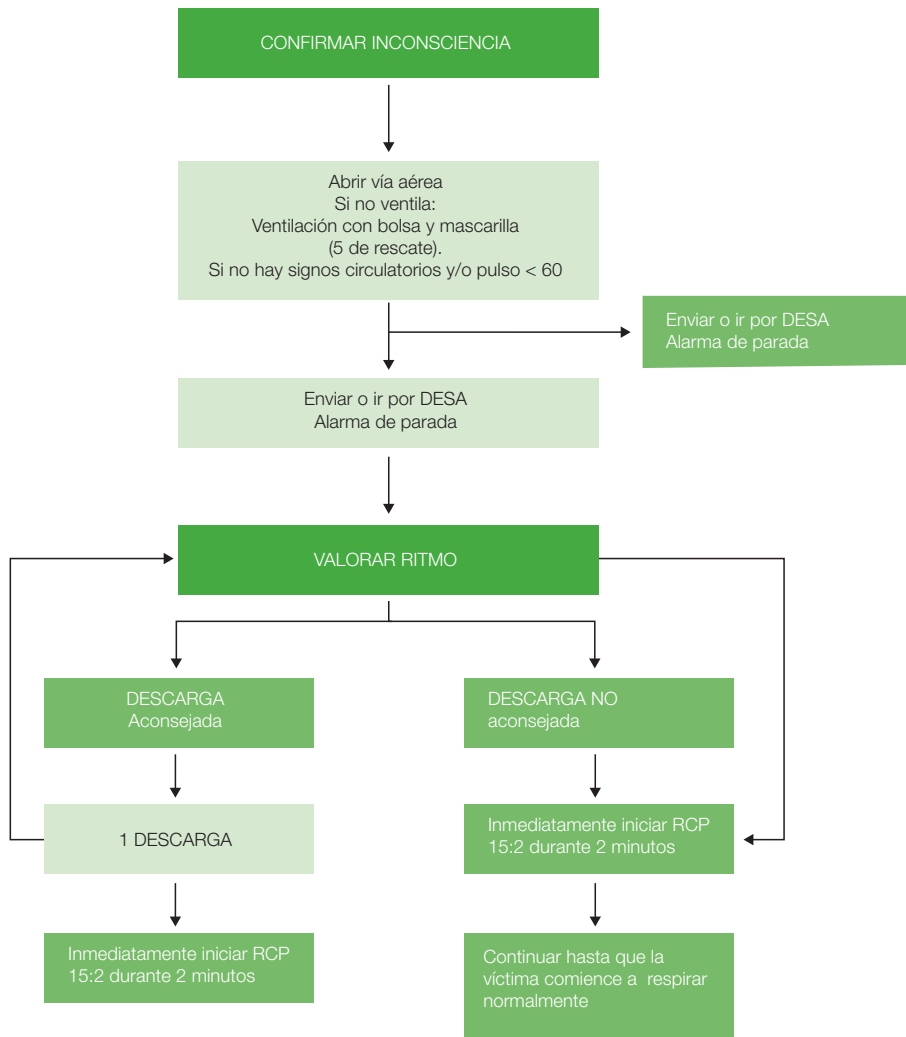 CONFIRMAR INCONSCIENCIA
Abrir vía aérea
Si no ventila:
Ventilación con bolsa y mascarilla
(5 de rescate).
Si no hay signos circulatorios y/o pulso < 60
Enviar o ir por DESA
Alarma de parada
Enviar o ir por DESA
Alarma de parada
VALORAR RITMO
DESCARGA
Aconsejada
DESCARGA NO
aconsejada
1 DESCARGA
Inmediatamente iniciar RCP
15:2 durante 2 minutos
Inmediatamente iniciar RCP
15:2 durante 2 minutos
Continuar hasta que la
víctima comience a respirar
normalmente